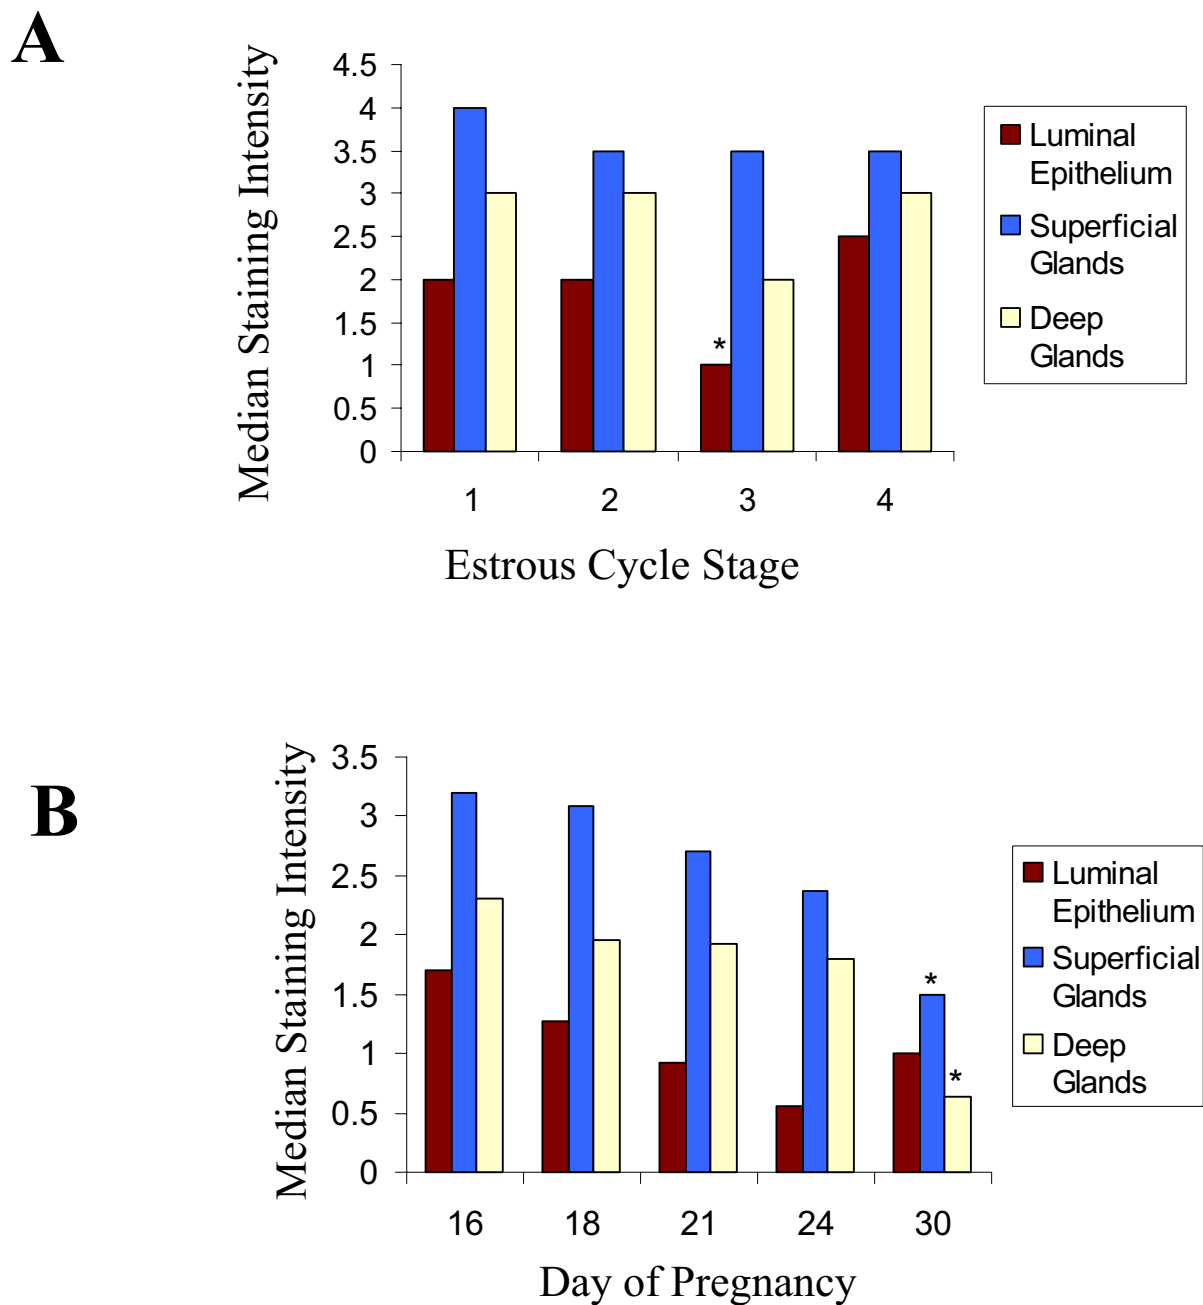 A
Median Staining Intensity
4.5
4
3.5
3
2.5
2
1.5
1
0.5
0
*
1 2 3 4
Estrous Cycle Stage
Luminal
Epithelium
Superficial
Glands
Deep
Glands
B
Median Staining Intensity
3.5
3
2.5
2
1.5
1
0.5
0
*
*
16 18 21 24 30
Day of Pregnancy
Luminal
Epithelium
Superficial
Glands
Deep
Glands